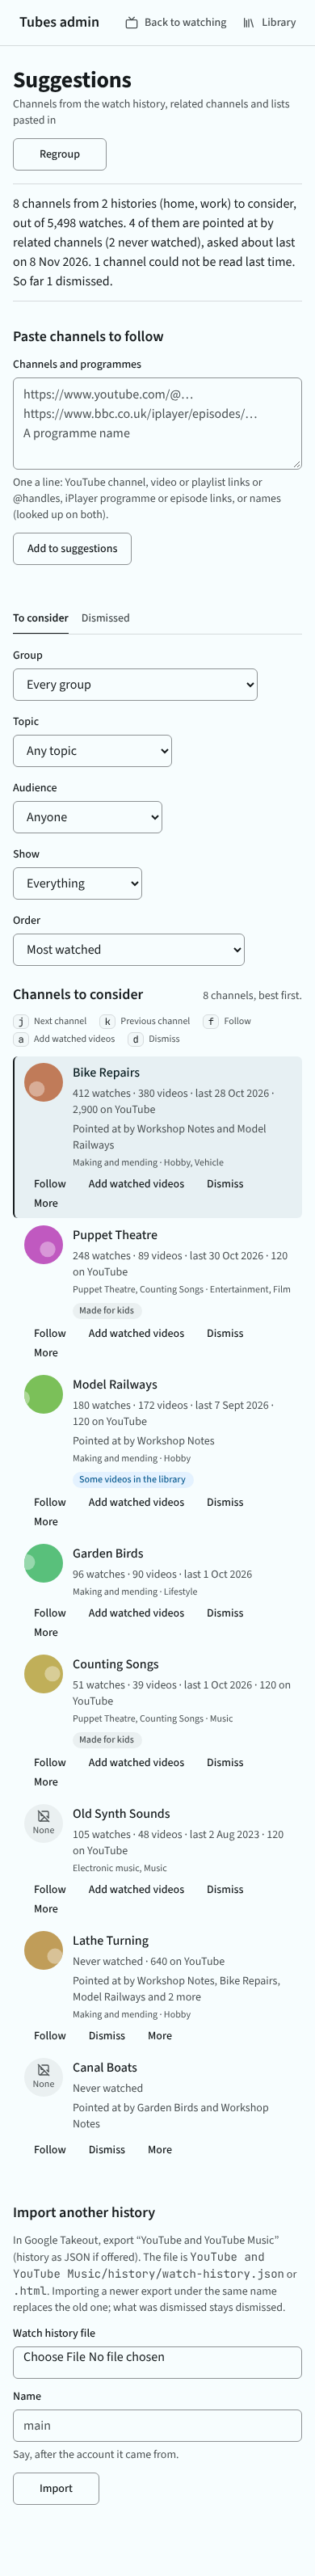 Tubes admin
Back to watching
Library
Suggestions
Channels from the watch history, related channels and lists
pasted in
Regroup
8 channels from 2 histories (home, work) to consider,
out of 5,498 watches. 4 of them are pointed at by
related channels (2 never watched), asked about last
on 8 Nov 2026. 1 channel could not be read last time.
So far 1 dismissed.
Paste channels to follow
Channels and programmes
https://www.youtube.com/@…
https://www.bbc.co.uk/iplayer/episodes/…
A programme name
One a line: YouTube channel, video or playlist links or
@handles, iPlayer programme or episode links, or names
(looked up on both).
Add to suggestions
To consider
Dismissed
Group
Every group
Topic
Any topic
Audience
Anyone
Show
Everything
Order
Most watched
Channels to consider
8 channels, best first.
j Next channel k Previous channel f Follow
a Add watched videos d Dismiss
Bike Repairs
412 watches · 380 videos · last 28 Oct 2026 ·
2,900 on YouTube
Pointed at by Workshop Notes and Model
Railways
Making and mending · Hobby, Vehicle
Follow Add watched videos Dismiss
More
Puppet Theatre
248 watches · 89 videos · last 30 Oct 2026 · 120
on YouTube
Puppet Theatre, Counting Songs · Entertainment, Film
Made for kids
Follow Add watched videos Dismiss
More
Model Railways
180 watches · 172 videos · last 7 Sept 2026 ·
120 on YouTube
Pointed at by Workshop Notes
Making and mending · Hobby
Some videos in the library
Follow Add watched videos Dismiss
More
Garden Birds
96 watches · 90 videos · last 1 Oct 2026
Making and mending · Lifestyle
Follow Add watched videos Dismiss
More
Counting Songs
51 watches · 39 videos · last 1 Oct 2026 · 120 on
YouTube
Puppet Theatre, Counting Songs · Music
Made for kids
Follow Add watched videos Dismiss
More
None
Old Synth Sounds
105 watches · 48 videos · last 2 Aug 2023 · 120
on YouTube
Electronic music, Music
Follow Add watched videos Dismiss
More
Lathe Turning
Never watched · 640 on YouTube
Pointed at by Workshop Notes, Bike Repairs,
Model Railways and 2 more
Making and mending · Hobby
Follow Dismiss More
None
Canal Boats
Never watched
Pointed at by Garden Birds and Workshop
Notes
Follow Dismiss More
Import another history
In Google Takeout, export “YouTube and YouTube Music”
(history as JSON if offered). The file is YouTube and
YouTube Music/history/watch-history.json or
.html. Importing a newer export under the same name
replaces the old one; what was dismissed stays dismissed.
Watch history file
Choose File No file chosen
Name
main
Say, after the account it came from.
Import